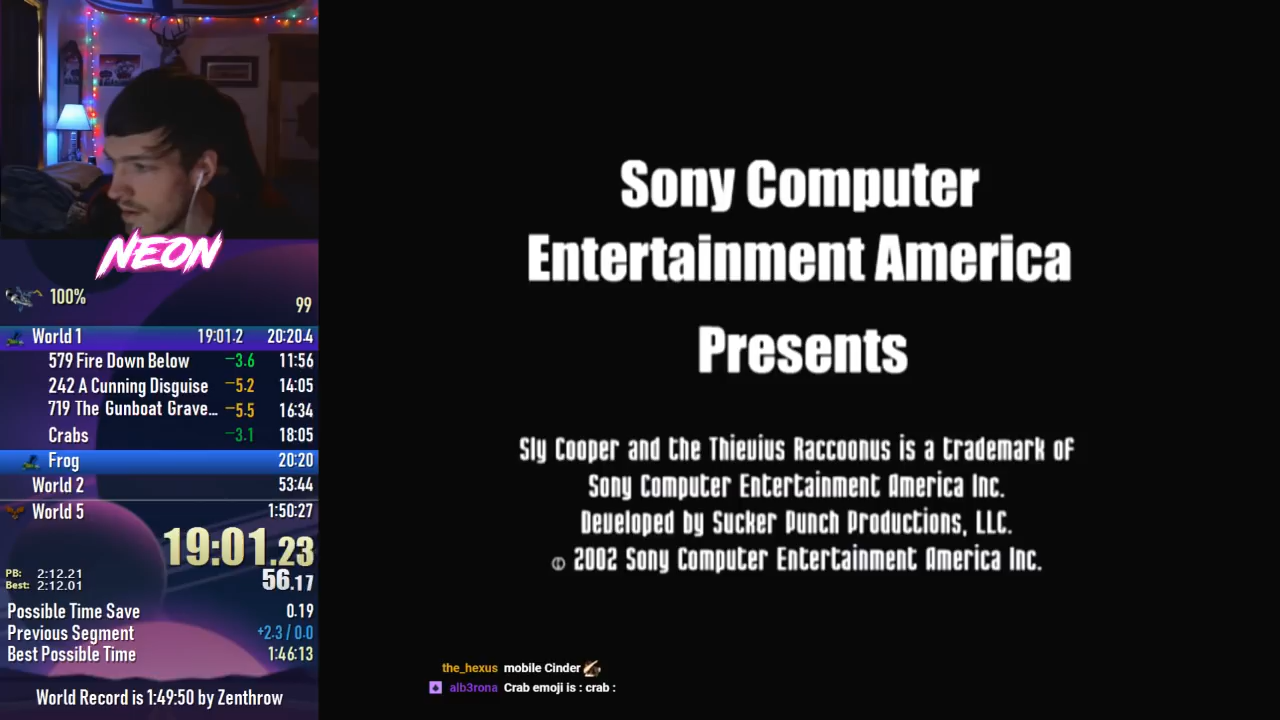 NEON
100%
99
World 1 19:01.2 20:20.4
579 Fire Down Below −3.6 11:56
242 A Cunning Disguise −5.2 14:05
719 The Gunboat Grave... −5.5 16:34
Crabs −3.1 18:05
Frog 20:20
World 2 53:44
World 5 1:50:27
19:01.23
PB: 2:12.21
Best: 2:12.01
56.17
Possible Time Save 0.19
Previous Segment +2.3 / 0.0
Best Possible Time 1:46:13
World Record is 1:49:50 by Zenthrow
Sony Computer
Entertainment America
Presents
Sly Cooper and the Thievius Raccoonus is a trademark of
Sony Computer Entertainment America Inc.
Developed by Sucker Punch Productions, LLC.
© 2002 Sony Computer Entertainment America Inc.
the_hexus mobile Cinder
alb3rona Crab emoji is : crab :